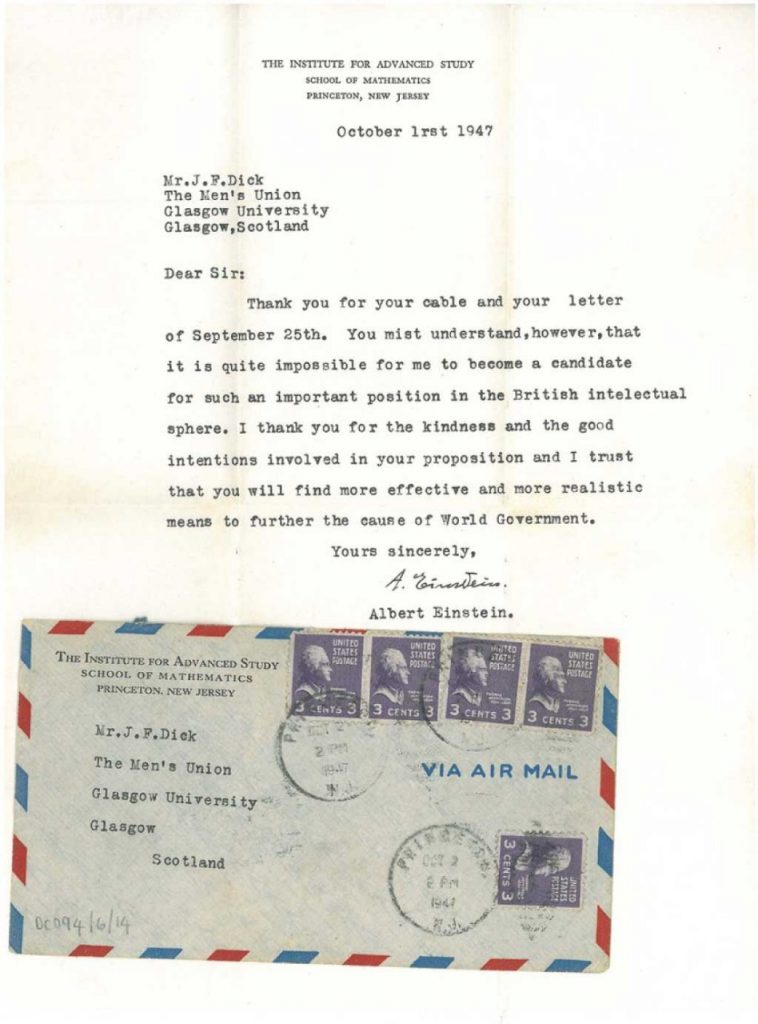 THE INSTITUTE FOR ADVANCED STUDY
SCHOOL OF MATHEMATICS
PRINCETON, NEW JERSEY
October 1rst 1947
Mr.J.F.Dick
The Men's Union
Glasgow University
Glasgow,Scotland
Dear Sir:
Thank you for your cable and your letter
of September 25th. You mist understand,however,that
it is quite impossible for me to become a candidate
for such an important position in the British intelectual
sphere. I thank you for the kindness and the good
intentions involved in your proposition and I trust
that you will find more effective and more realistic
means to further the cause of World Government.
Yours sincerely,
A. Einstein.
Albert Einstein.
THE INSTITUTE FOR ADVANCED STUDY
SCHOOL OF MATHEMATICS
PRINCETON, NEW JERSEY
UNITED STATES POSTAGE
3 CENTS 3
UNITED STATES POSTAGE
3 CENTS 3
UNITED STATES POSTAGE
3 CENTS 3
UNITED STATES POSTAGE
3 CENTS 3
OCT 2
2 PM
1947
N.J.
VIA AIR MAIL
Mr.J.F.Dick
The Men's Union
Glasgow University
Glasgow
Scotland
PRINCETON
OCT 2
2 PM
1947
N.J.
UNITED STATES POSTAGE
3 CENTS 3
DC094/6/14